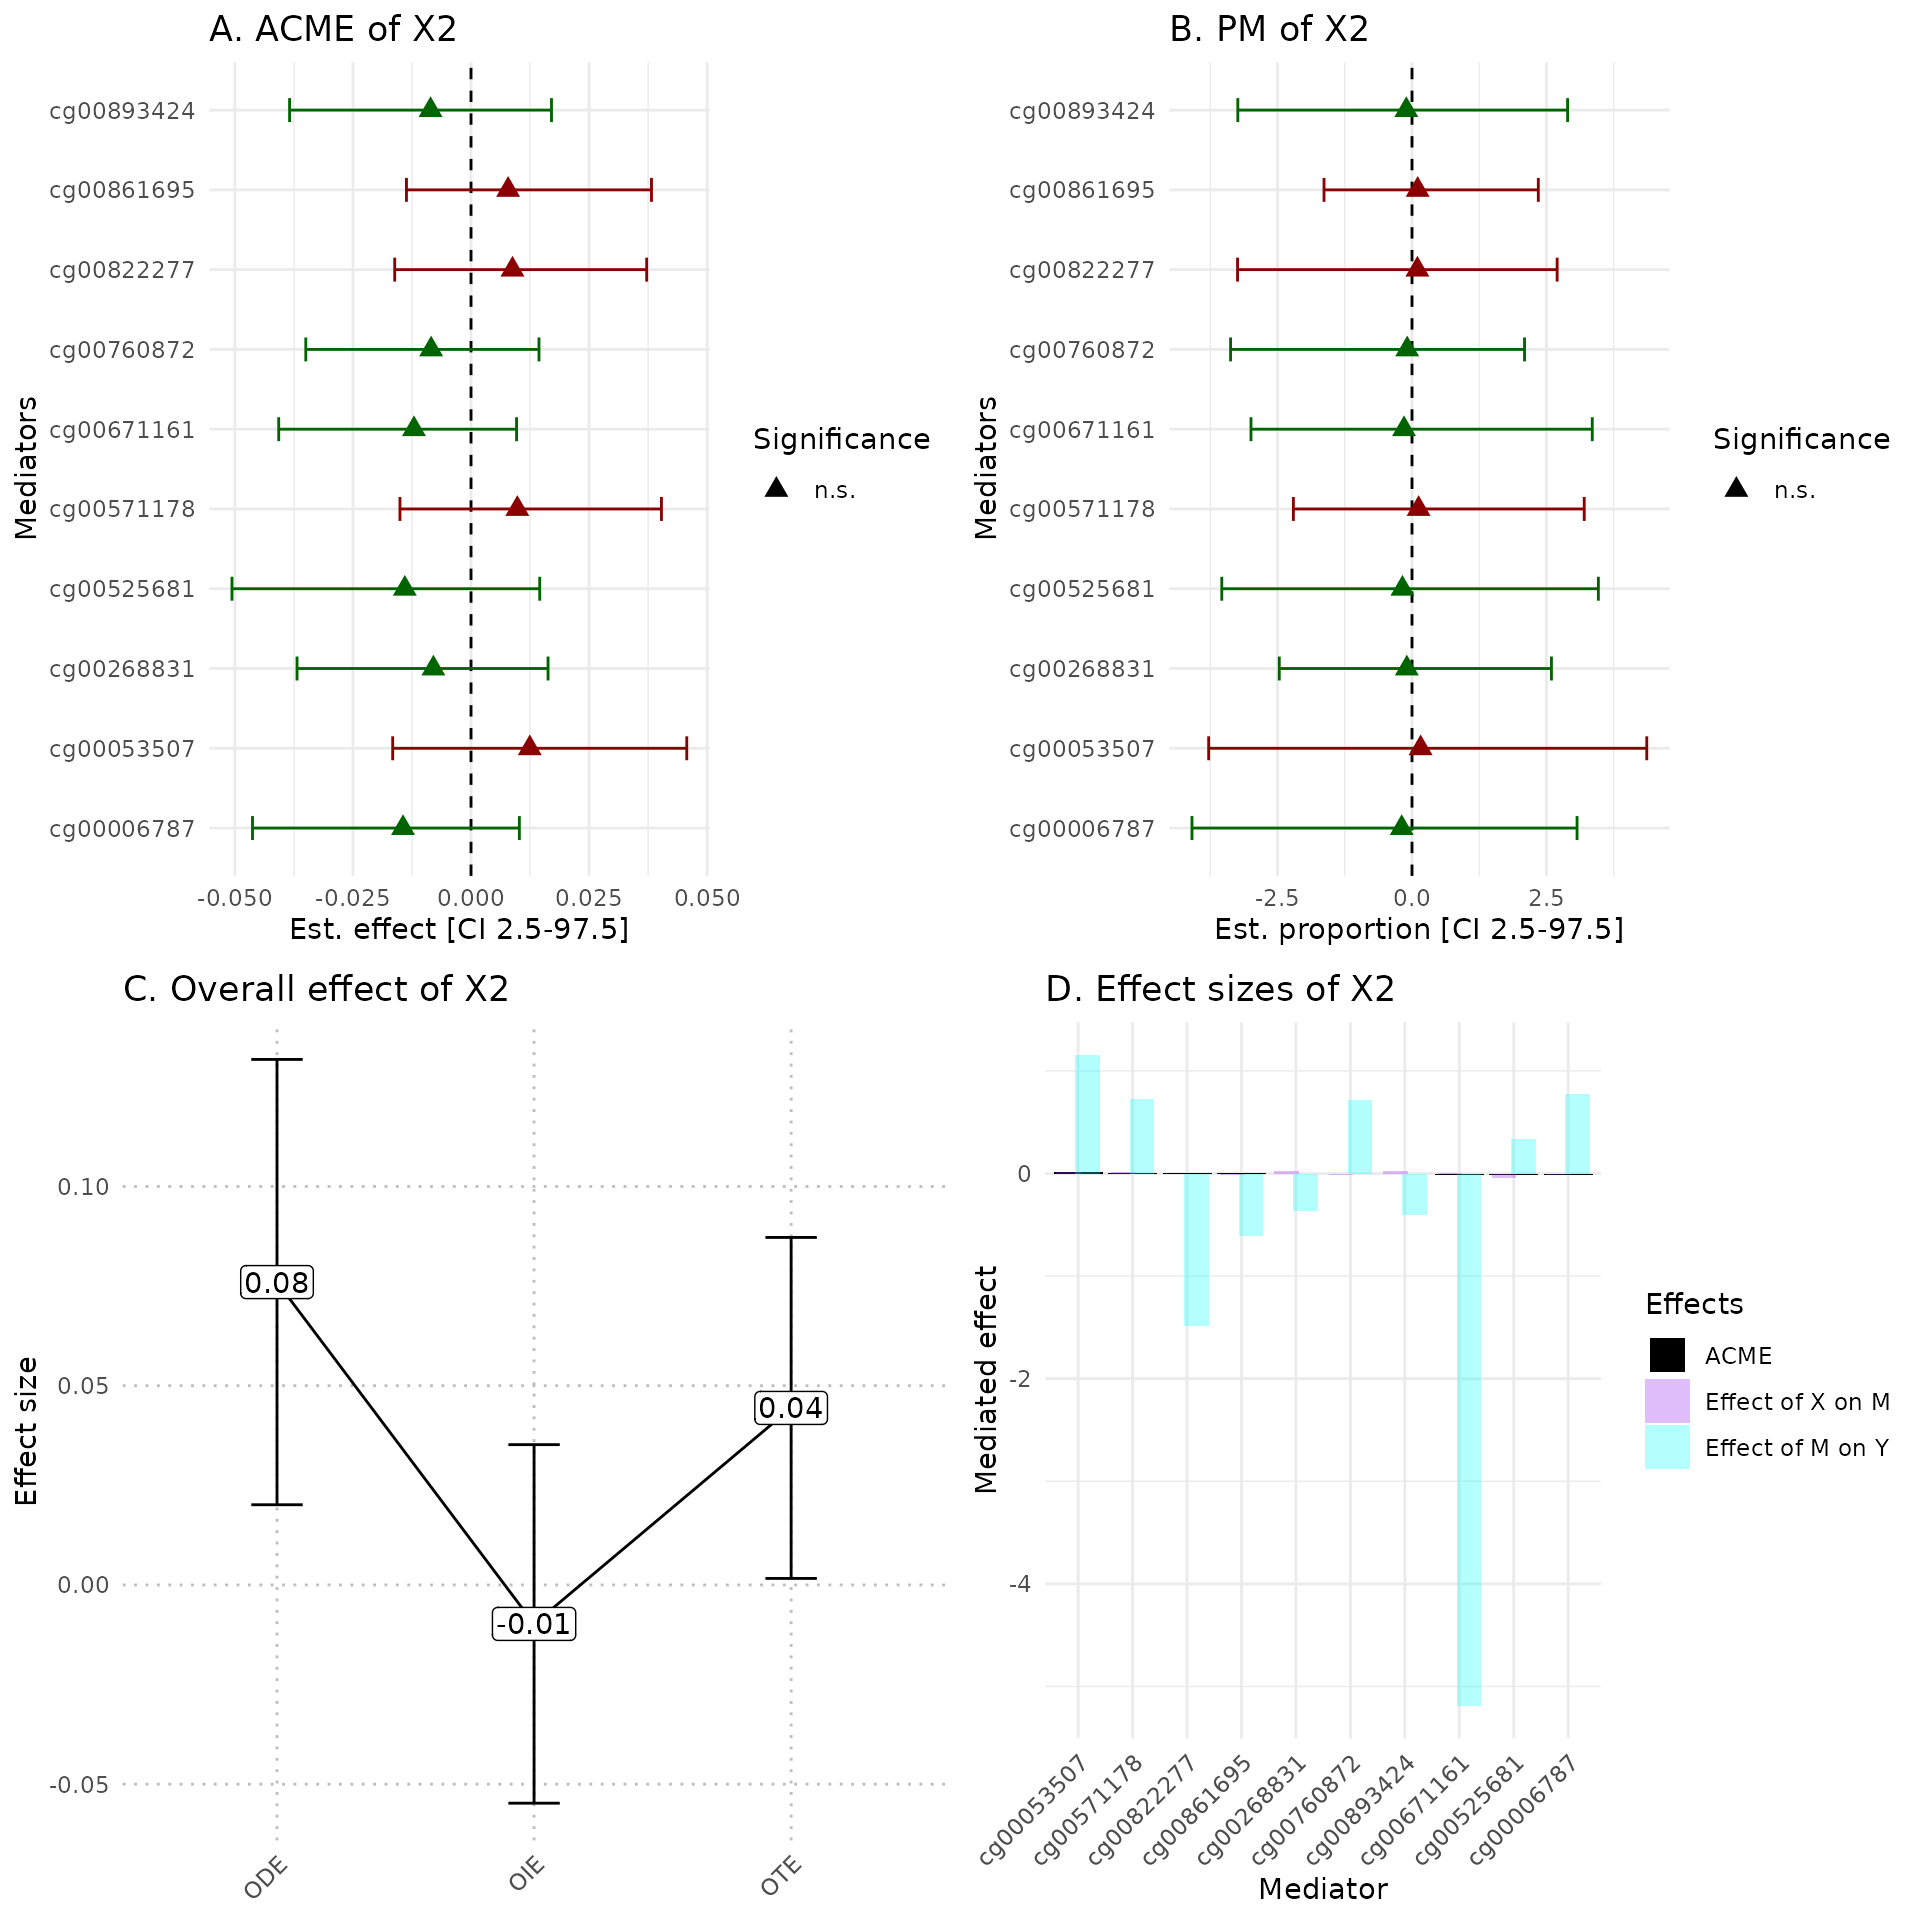 A. ACME of X2
cg00893424
cg00861695
cg00822277
cg00760872
cg00671161
cg00571178
cg00525681
cg00268831
cg00053507
cg00006787
Mediators
-0.050 -0.025 0.000 0.025 0.050
Est. effect [CI 2.5-97.5]
Significance
n.s.
B. PM of X2
cg00893424
cg00861695
cg00822277
cg00760872
cg00671161
cg00571178
cg00525681
cg00268831
cg00053507
cg00006787
Mediators
-2.5 0.0 2.5
Est. proportion [CI 2.5-97.5]
Significance
n.s.
C. Overall effect of X2
Effect size
0.10
0.05
0.00
-0.05
0.08
-0.01
0.04
ODE OIE OTE
D. Effect sizes of X2
Mediated effect
0
-2
-4
cg00053507 cg00571178 cg00822277 cg00861695 cg00268831 cg00760872 cg00893424 cg00671161 cg00525681 cg00006787
Mediator
Effects
ACME
Effect of X on M
Effect of M on Y